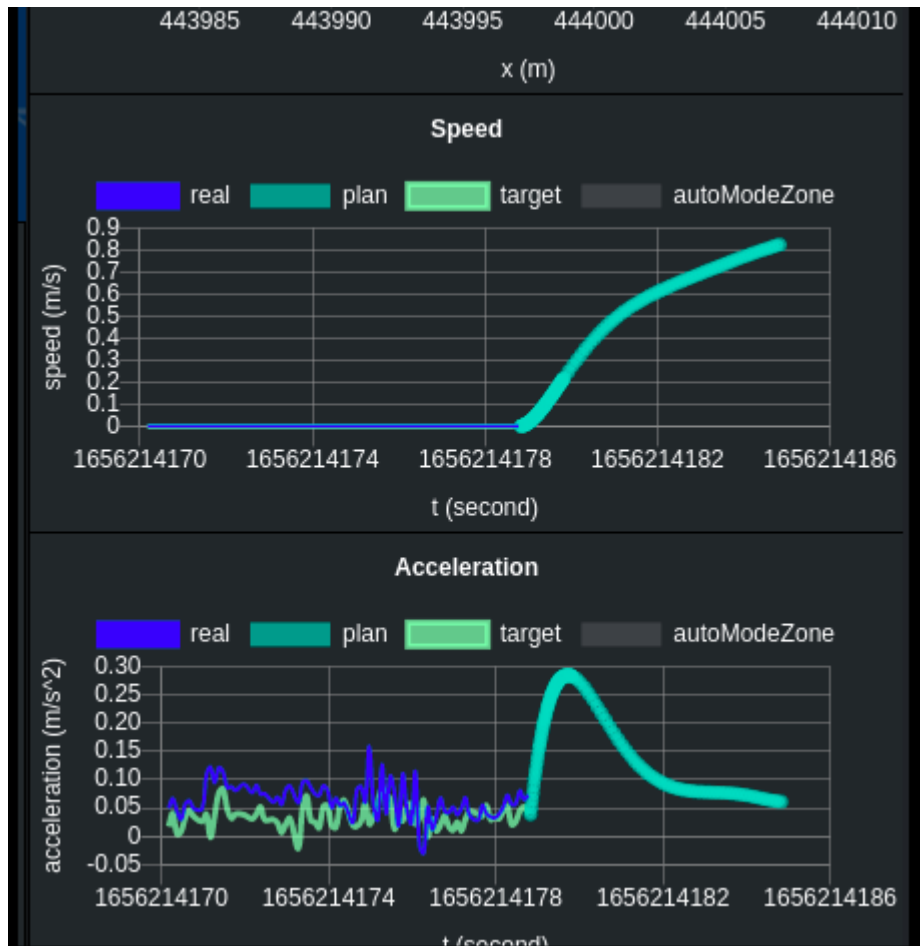 443985 443990 443995 444000 444005 444010
x (m)
Speed
real plan target autoModeZone
0.9
0.8
0.7
0.6
0.5
0.4
0.3
0.2
0.1
0
speed (m/s)
1656214170 1656214174 1656214178 1656214182 1656214186
t (second)
Acceleration
real plan target autoModeZone
0.30
0.25
0.20
0.15
0.10
0.05
0
-0.05
acceleration (m/s^2)
1656214170 1656214174 1656214178 1656214182 1656214186
t (second)